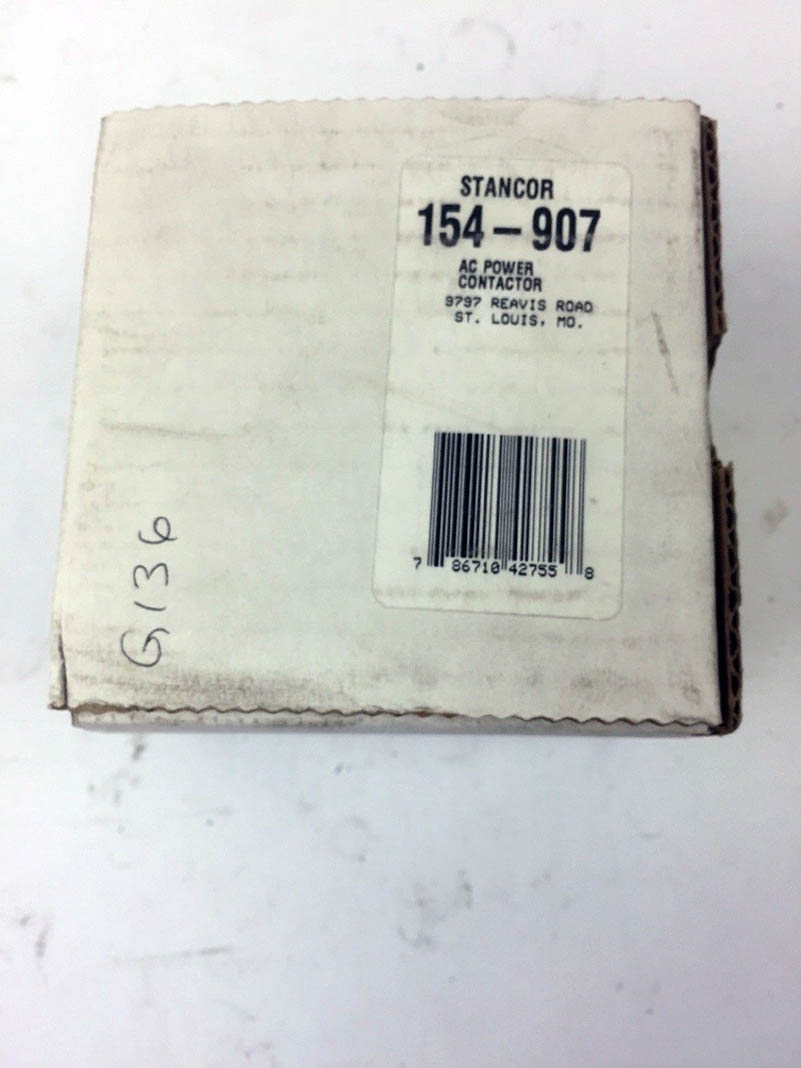 STANCOR
154-907
AC POWER
CONTACTOR
9797 REAVIS ROAD
ST. LOUIS, MO.
7 86710 42755 8
G136